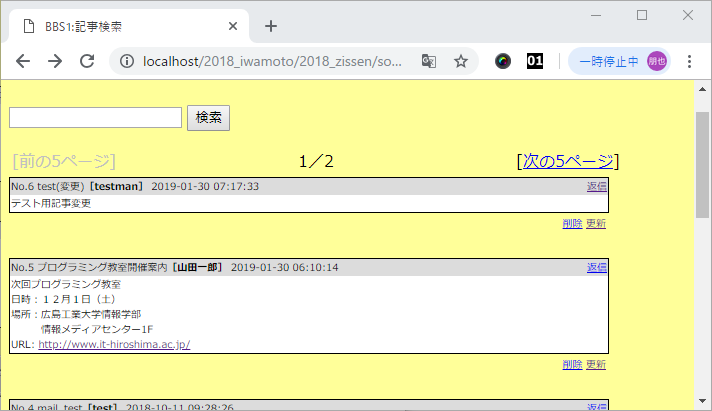 BBS1:記事検索
localhost/2018_iwamoto/2018_zissen/so...
01
一時停止中
朋也
検索
[前の5ページ] 1／2 [次の5ページ]
No.6 test(変更)［testman］ 2019-01-30 07:17:33 返信
テスト用記事変更
削除 更新
No.5 プログラミング教室開催案内［山田一郎］ 2019-01-30 06:10:14 返信
次回プログラミング教室
日時：１２月１日（土）
場所：広島工業大学情報学部
情報メディアセンター1F
URL: http://www.it-hiroshima.ac.jp/
削除 更新
No.4 mail_test［test］ 2018-10-11 09:28:26 返信